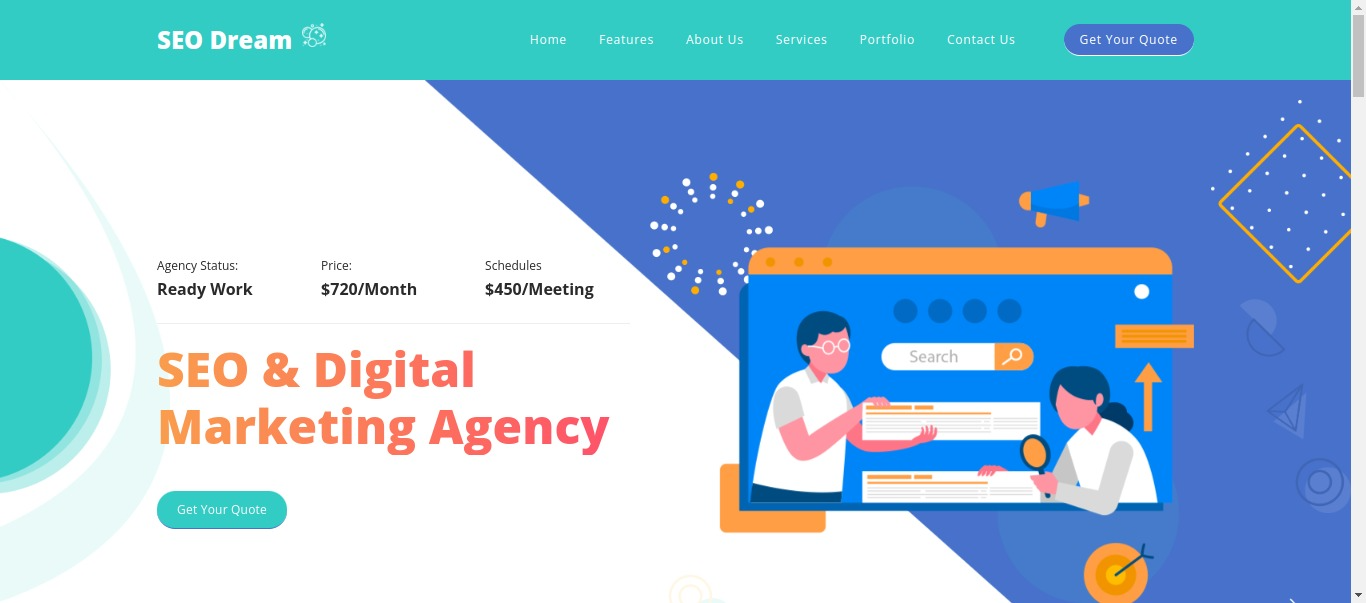 SEO Dream
Home Features About Us Services Portfolio Contact Us Get Your Quote
Agency Status: Price: Schedules
Ready Work $720/Month $450/Meeting
SEO & Digital
Marketing Agency
Get Your Quote
Search